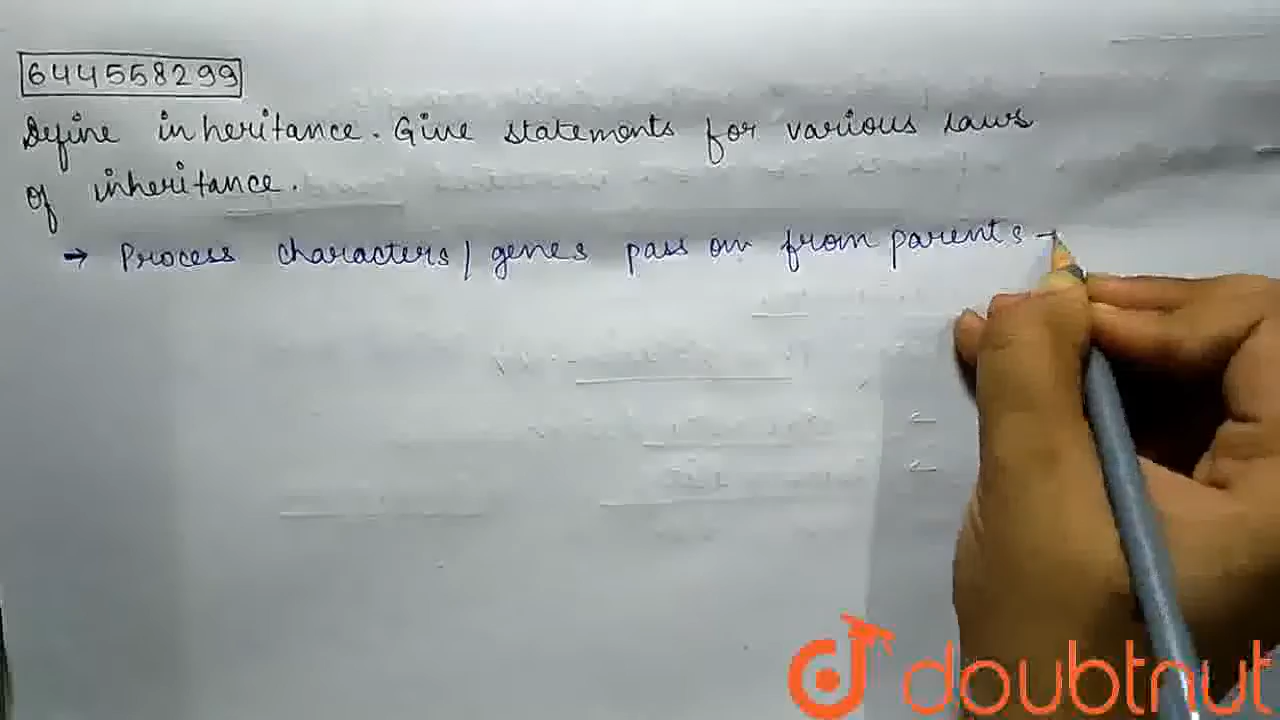 644558299
Define inheritance. Give statements for various laws
of inheritance.
→ Process characters/ genes pass on from parents →
doubtnut